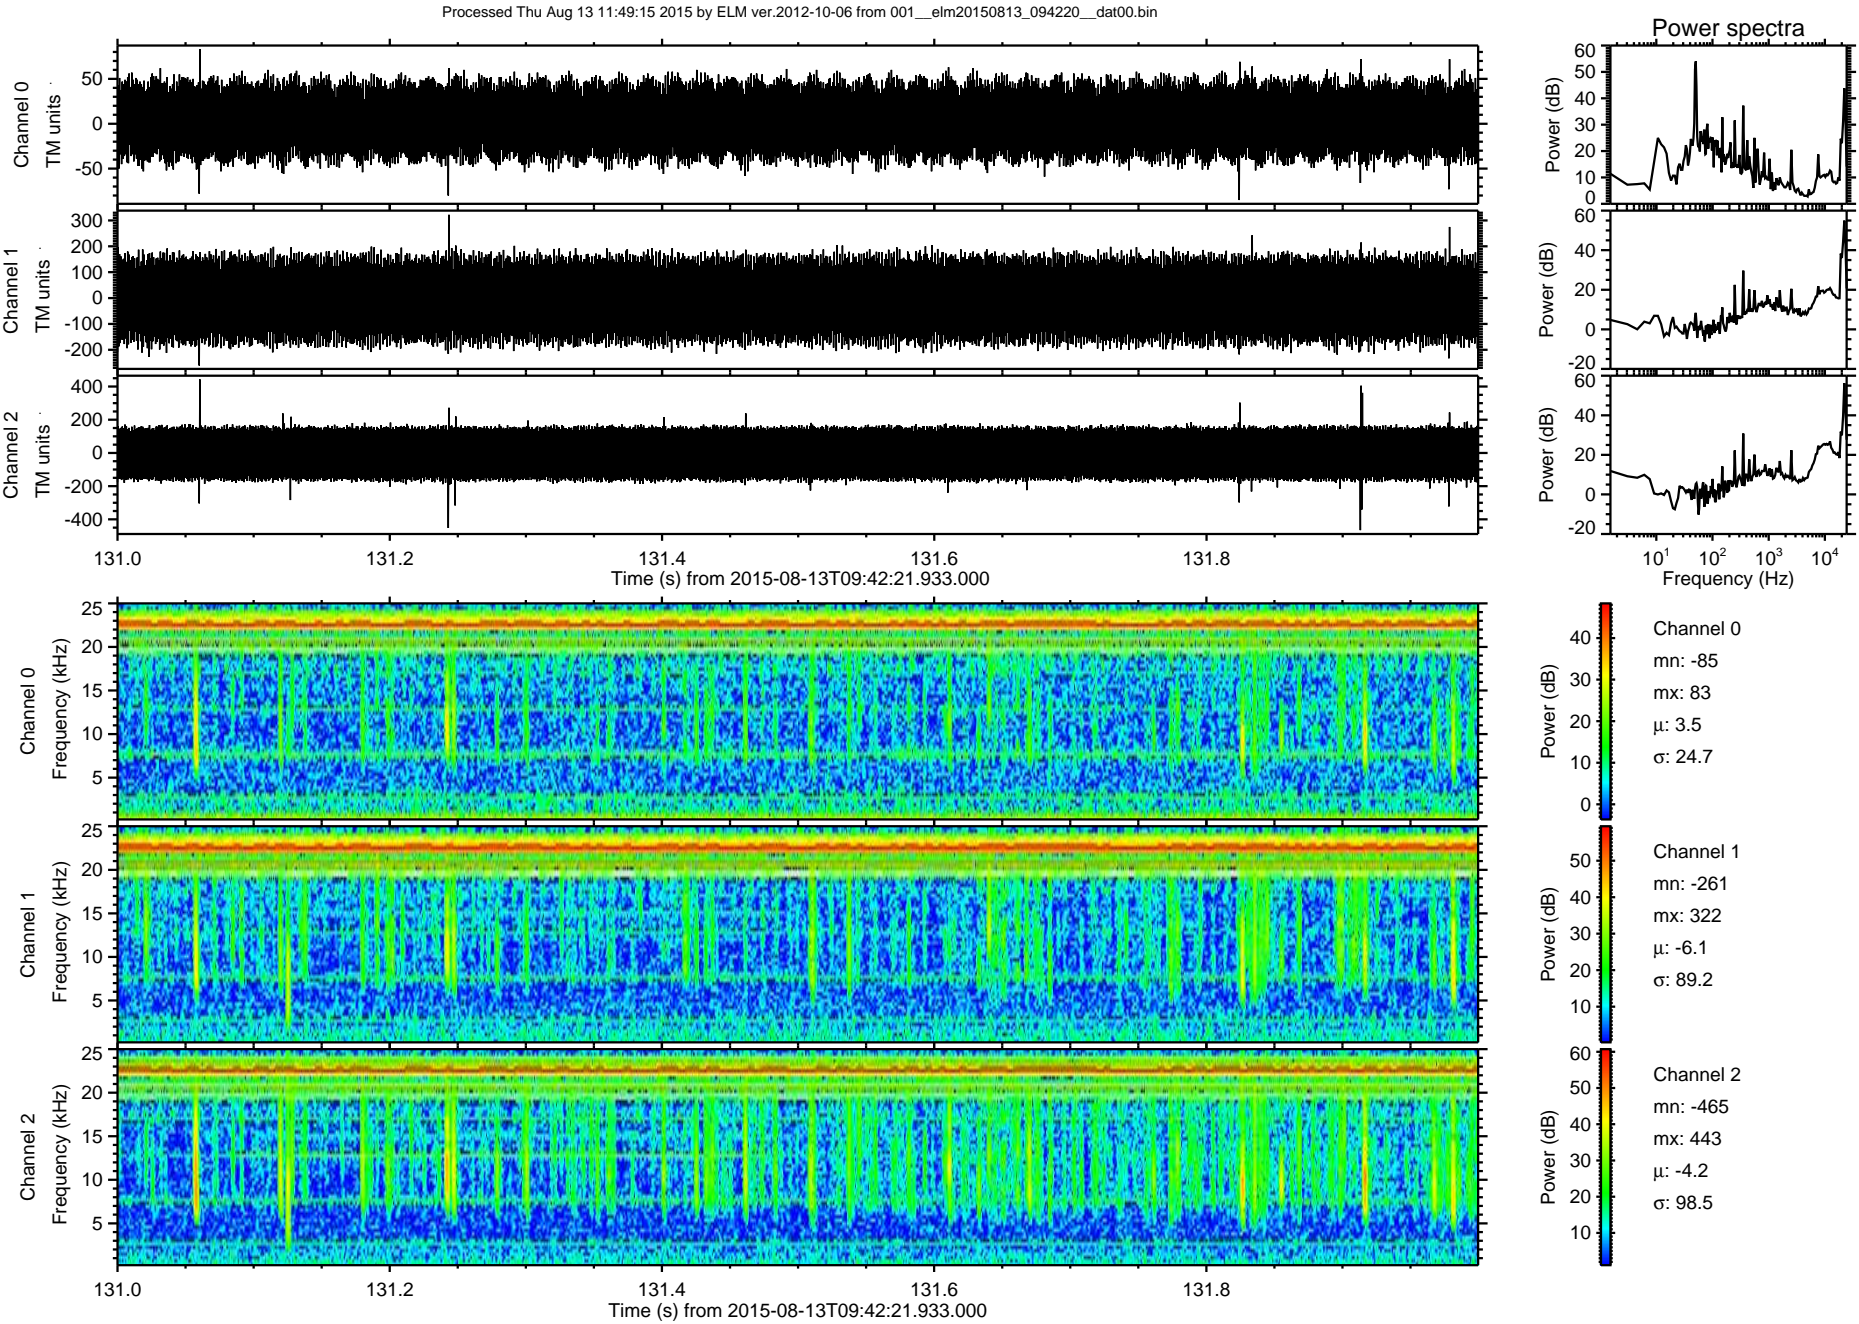 Processed Thu Aug 13 11:49:15 2015 by ELM ver.2012-10-06 from 001__elm20150813_094220__dat00.bin
Power spectra
Channel 0
TM units
50
0
-50
Power (dB)
60
50
40
30
20
10
0
Channel 1
TM units
300
200
100
0
-100
-200
Power (dB)
60
40
20
0
-20
Channel 2
TM units
400
200
0
-200
-400
Power (dB)
60
40
20
0
-20
131.0 131.2 131.4 131.6 131.8
Time (s) from 2015-08-13T09:42:21.933.000
10¹ 10² 10³ 10⁴
Frequency (Hz)
Channel 0
Frequency (kHz)
25
20
15
10
5
Power (dB)
40
30
20
10
0
Channel 0
mn: -85
mx: 83
μ: 3.5
σ: 24.7
Channel 1
Frequency (kHz)
25
20
15
10
5
Power (dB)
50
40
30
20
10
Channel 1
mn: -261
mx: 322
μ: -6.1
σ: 89.2
Channel 2
Frequency (kHz)
25
20
15
10
5
Power (dB)
60
50
40
30
20
10
Channel 2
mn: -465
mx: 443
μ: -4.2
σ: 98.5
131.0 131.2 131.4 131.6 131.8
Time (s) from 2015-08-13T09:42:21.933.000